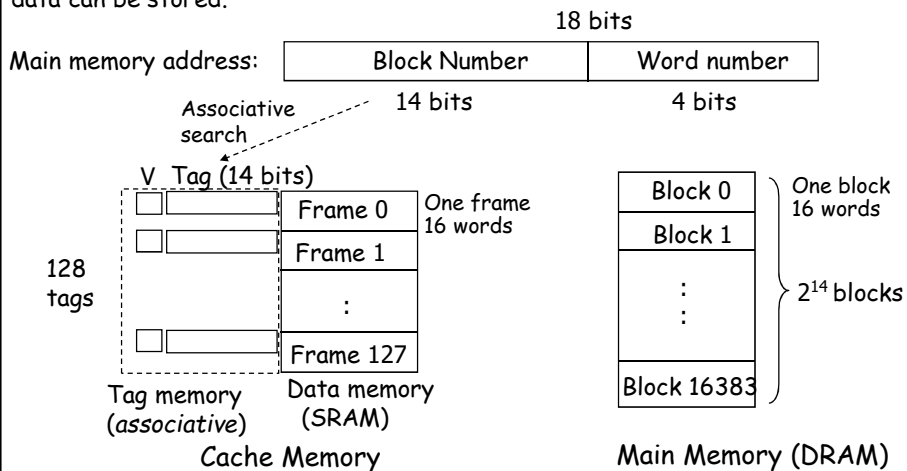 data can be stored.
18 bits
Main memory address: Block Number Word number
14 bits 4 bits
Associative
search
V Tag (14 bits)
Frame 0
Frame 1
:
Frame 127
One frame
16 words
128
tags
Tag memory
(associative)
Data memory
(SRAM)
Cache Memory
Block 0
Block 1
:
:
Block 16383
One block
16 words
2¹⁴ blocks
Main Memory (DRAM)